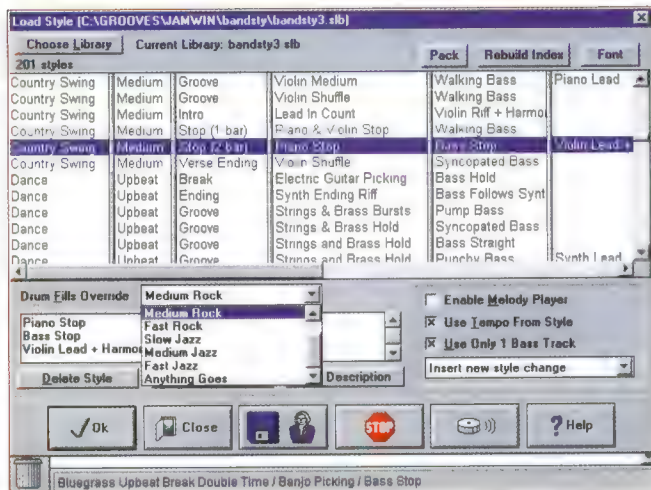 Load Style [C:\GROOVES\JAMWIN\bandsty\bandsty3.slb]
Choose Library Current Library: bandsty3 slb
201 styles Pack Rebuild Index Font
Country Swing Medium Groove Violin Medium Walking Bass Piano Lead
Country Swing Medium Groove Violin Shuffle Walking Bass
Country Swing Medium Intro Lead In Count Violin Riff + Harmo
Country Swing Medium Stop (1 bar) Piano & Violin Stop Walking Bass
Country Swing Medium Stop (2 bar) Piano Stop Bass Stop Violin Lead +
Country Swing Medium Verse Ending Violin Shuffle Syncopated Bass
Dance Upbeat Break Electric Guitar Picking Bass Hold
Dance Upbeat Ending Synth Ending Riff Bass Follows Synt
Dance Upbeat Groove Strings & Brass Bursts Pump Bass
Dance Upbeat Groove Strings & Brass Hold Syncopated Bass
Dance Upbeat Groove Strings and Brass Hold Bass Straight
Dance Upbeat Groove Strings and Brass Hold Punchy Bass Synth Lead
Drum Fills Override Medium Rock
Medium Rock
Fast Rock
Slow Jazz
Medium Jazz
Fast Jazz
Anything Goes
Piano Stop
Bass Stop
Violin Lead + Harmo
Enable Melody Player
Use Tempo From Style
Use Only 1 Bass Track
Delete Style Description Insert new style change
Ok Close STOP ? Help
Bluegrass Upbeat Break Double Time / Banjo Picking / Bass Stop